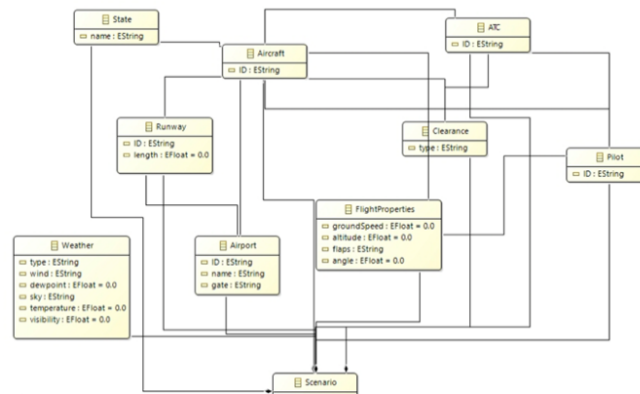 State
name : EString
ATC
ID : EString
Aircraft
ID : EString
Runway
ID : EString
length : EFloat = 0.0
Clearance
type : EString
Pilot
ID : EString
FlightProperties
groundSpeed : EFloat = 0.0
altitude : EFloat = 0.0
flaps : EString
angle : EFloat = 0.0
Weather
type : EString
wind : EString
dewpoint : EFloat = 0.0
sky : EString
temperature : EFloat = 0.0
visibility : EFloat = 0.0
Airport
ID : EString
name : EString
gate : EString
Scenario